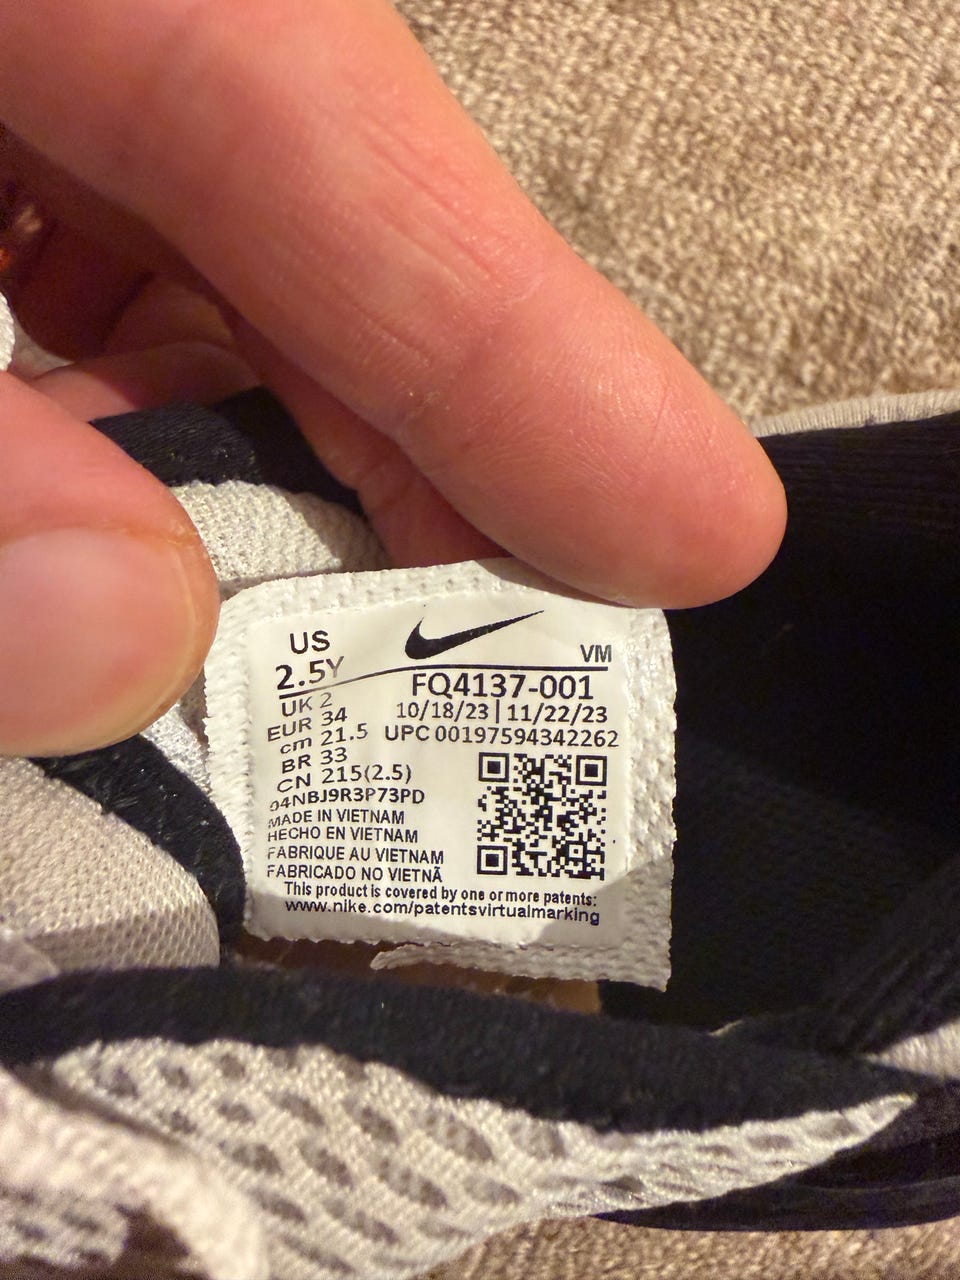 US
2.5Y
UK 2
EUR 34
cm 21.5
BR 33
CN 215(2.5)
VM
FQ4137-001
10/18/23|11/22/23
UPC 00197594342262
04NBJ9R3P73PD
MADE IN VIETNAM
HECHO EN VIETNAM
FABRIQUE AU VIETNAM
FABRICADO NO VIETNÃ
This product is covered by one or more patents:
www.nike.com/patentsvirtualmarking